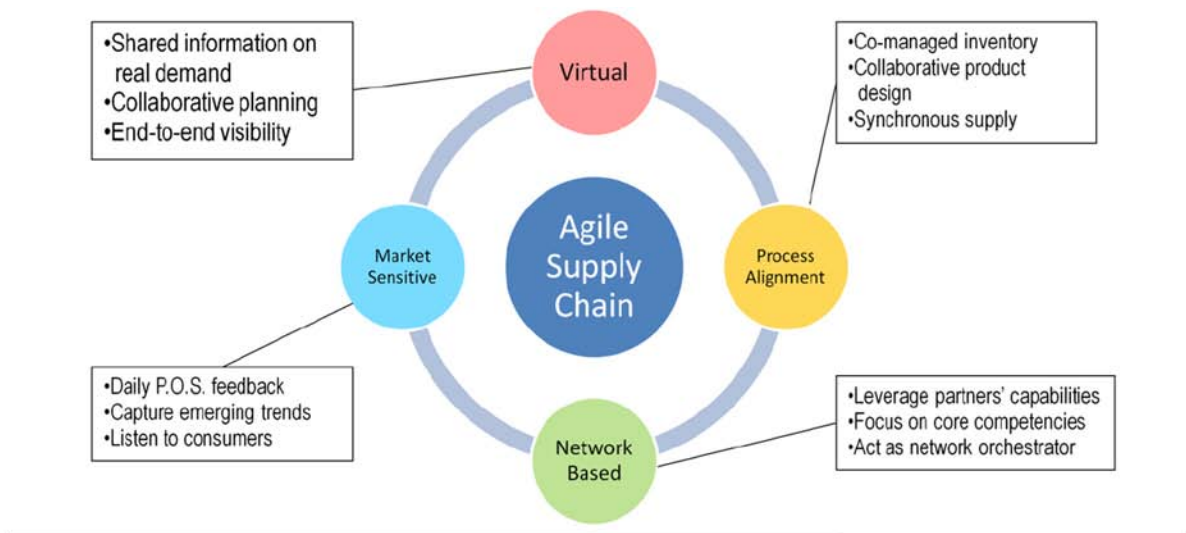 •Shared information on
real demand
•Collaborative planning
•End-to-end visibility
Virtual
•Co-managed inventory
•Collaborative product
design
•Synchronous supply
Market
Sensitive
Agile
Supply
Chain
Process
Alignment
•Daily P.O.S. feedback
•Capture emerging trends
•Listen to consumers
Network
Based
•Leverage partners’ capabilities
•Focus on core competencies
•Act as network orchestrator